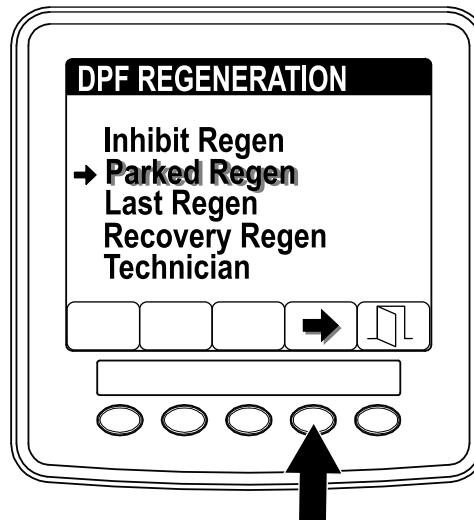 DPF REGENERATION
Inhibit Regen
Parked Regen
Last Regen
Recovery Regen
Technician